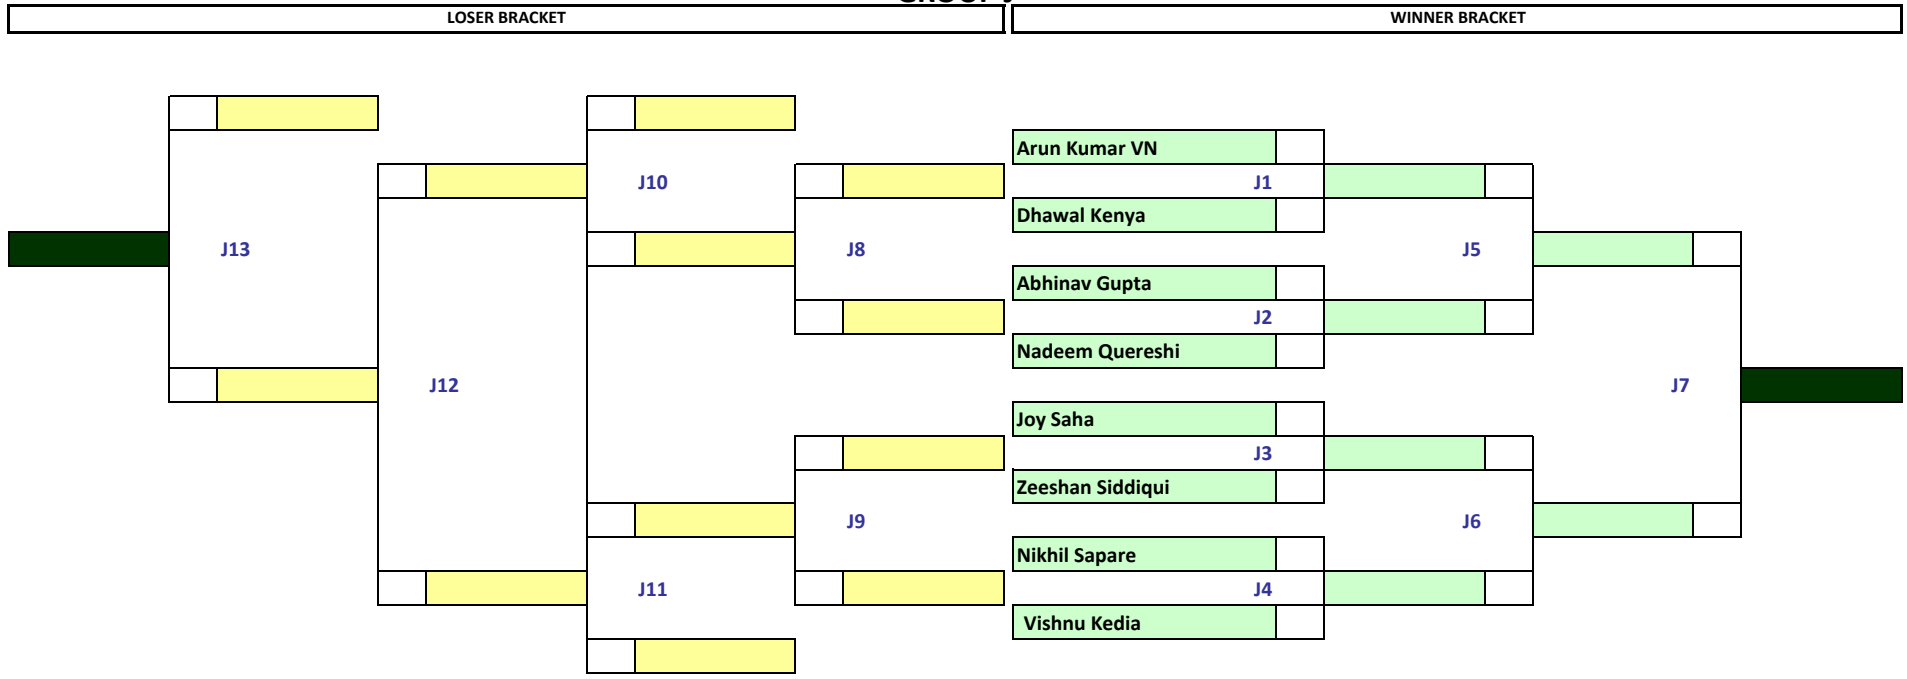 LOSER BRACKET
WINNER BRACKET
Arun Kumar VN
J10
J1
Dhawal Kenya
J13
J8
J5
Abhinav Gupta
J2
Nadeem Quereshi
J12
J7
Joy Saha
J3
Zeeshan Siddiqui
J9
J6
Nikhil Sapare
J11
J4
Vishnu Kedia